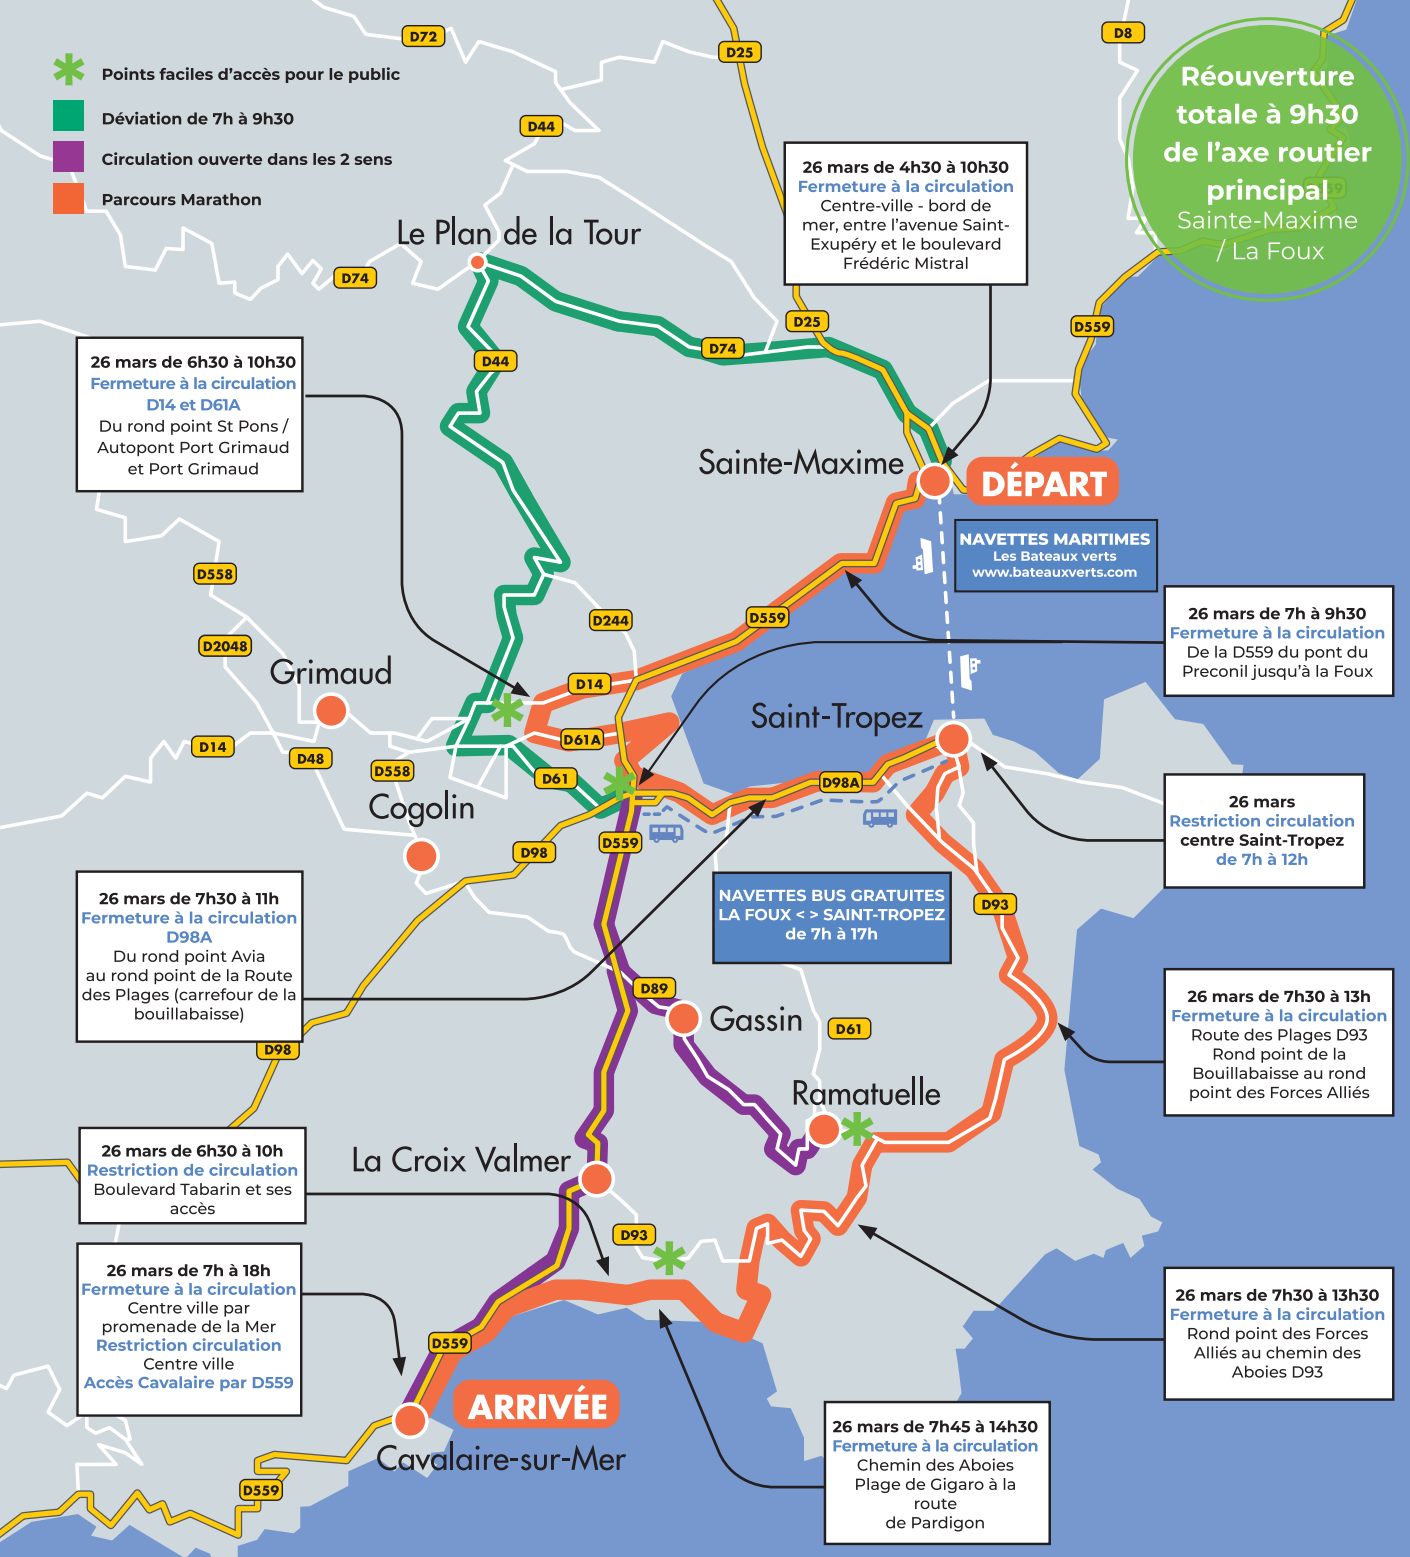 Points faciles d'accès pour le public
Déviation de 7h à 9h30
Circulation ouverte dans les 2 sens
Parcours Marathon
D72
D25
D8
Réouverture
totale à 9h30
de l'axe routier
principal
Sainte-Maxime
/ La Foux
D44
26 mars de 4h30 à 10h30
Fermeture à la circulation
Centre-ville - bord de
mer, entre l'avenue Saint-
Exupéry et le boulevard
Frédéric Mistral
Le Plan de la Tour
D74
D25
D559
D74
D44
26 mars de 6h30 à 10h30
Fermeture à la circulation
D14 et D61A
Du rond point St Pons /
Autopont Port Grimaud
et Port Grimaud
Sainte-Maxime
DÉPART
NAVETTES MARITIMES
Les Bateaux verts
www.bateauxverts.com
D558
D2048
D244
D559
26 mars de 7h à 9h30
Fermeture à la circulation
De la D559 du pont du
Preconil jusqu'à la Foux
Grimaud
D14
Saint-Tropez
D14
D48
D558
D61A
D61
D98A
Cogolin
26 mars
Restriction circulation
centre Saint-Tropez
de 7h à 12h
D98
D559
26 mars de 7h30 à 11h
Fermeture à la circulation
D98A
Du rond point Avia
au rond point de la Route
des Plages (carrefour de la
bouillabaisse)
NAVETTES BUS GRATUITES
LA FOUX < > SAINT-TROPEZ
de 7h à 17h
D93
D89
Gassin
D61
26 mars de 7h30 à 13h
Fermeture à la circulation
Route des Plages D93
Rond point de la
Bouillabaisse au rond
point des Forces Alliés
D98
Ramatuelle
26 mars de 6h30 à 10h
Restriction de circulation
Boulevard Tabarin et ses
accès
La Croix Valmer
D93
26 mars de 7h à 18h
Fermeture à la circulation
Centre ville par
promenade de la Mer
Restriction circulation
Centre ville
Accès Cavalaire par D559
D559
26 mars de 7h30 à 13h30
Fermeture à la circulation
Rond point des Forces
Alliés au chemin des
Aboies D93
ARRIVÉE
Cavalaire-sur-Mer
26 mars de 7h45 à 14h30
Fermeture à la circulation
Chemin des Aboies
Plage de Gigaro à la
route
de Pardigon
D559